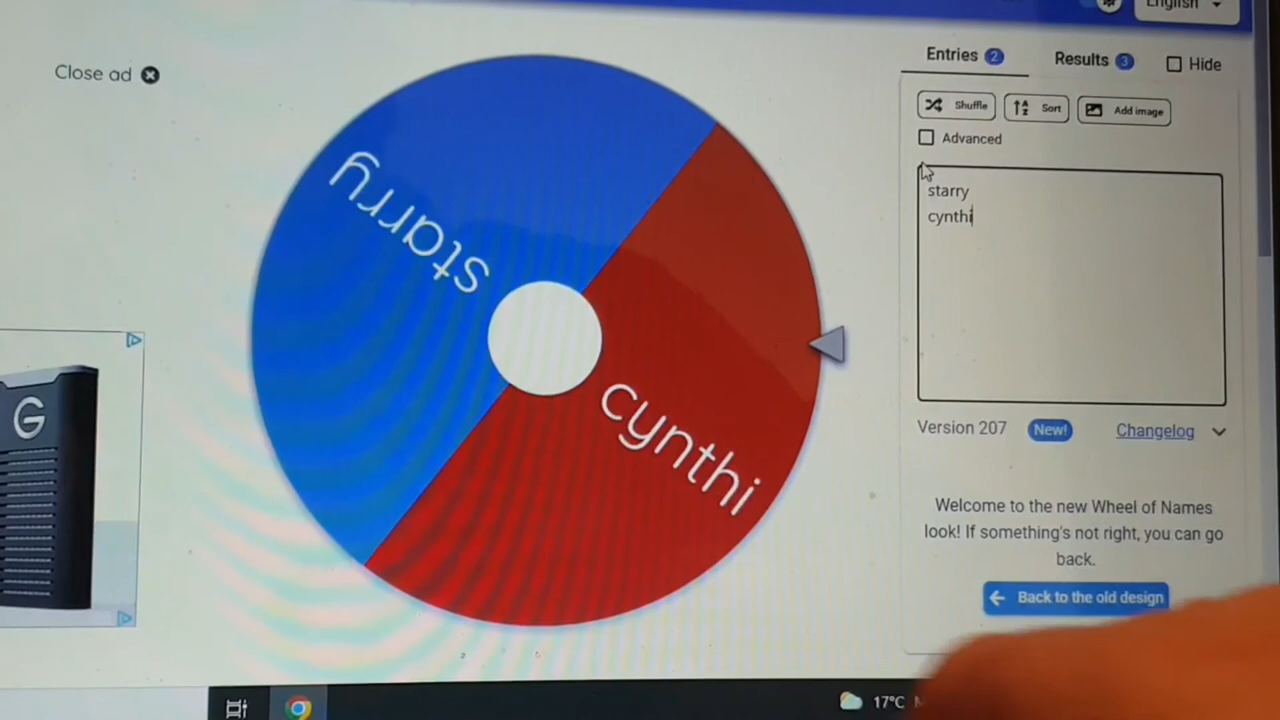 English
Close ad
Entries 2
Results 3
Hide
Shuffle
Sort
Add image
Advanced
starry
cynthi
starry
cynthi
G
Version 207
New!
Changelog
Welcome to the new Wheel of Names
look! If something's not right, you can go
back.
Back to the old design
17°C